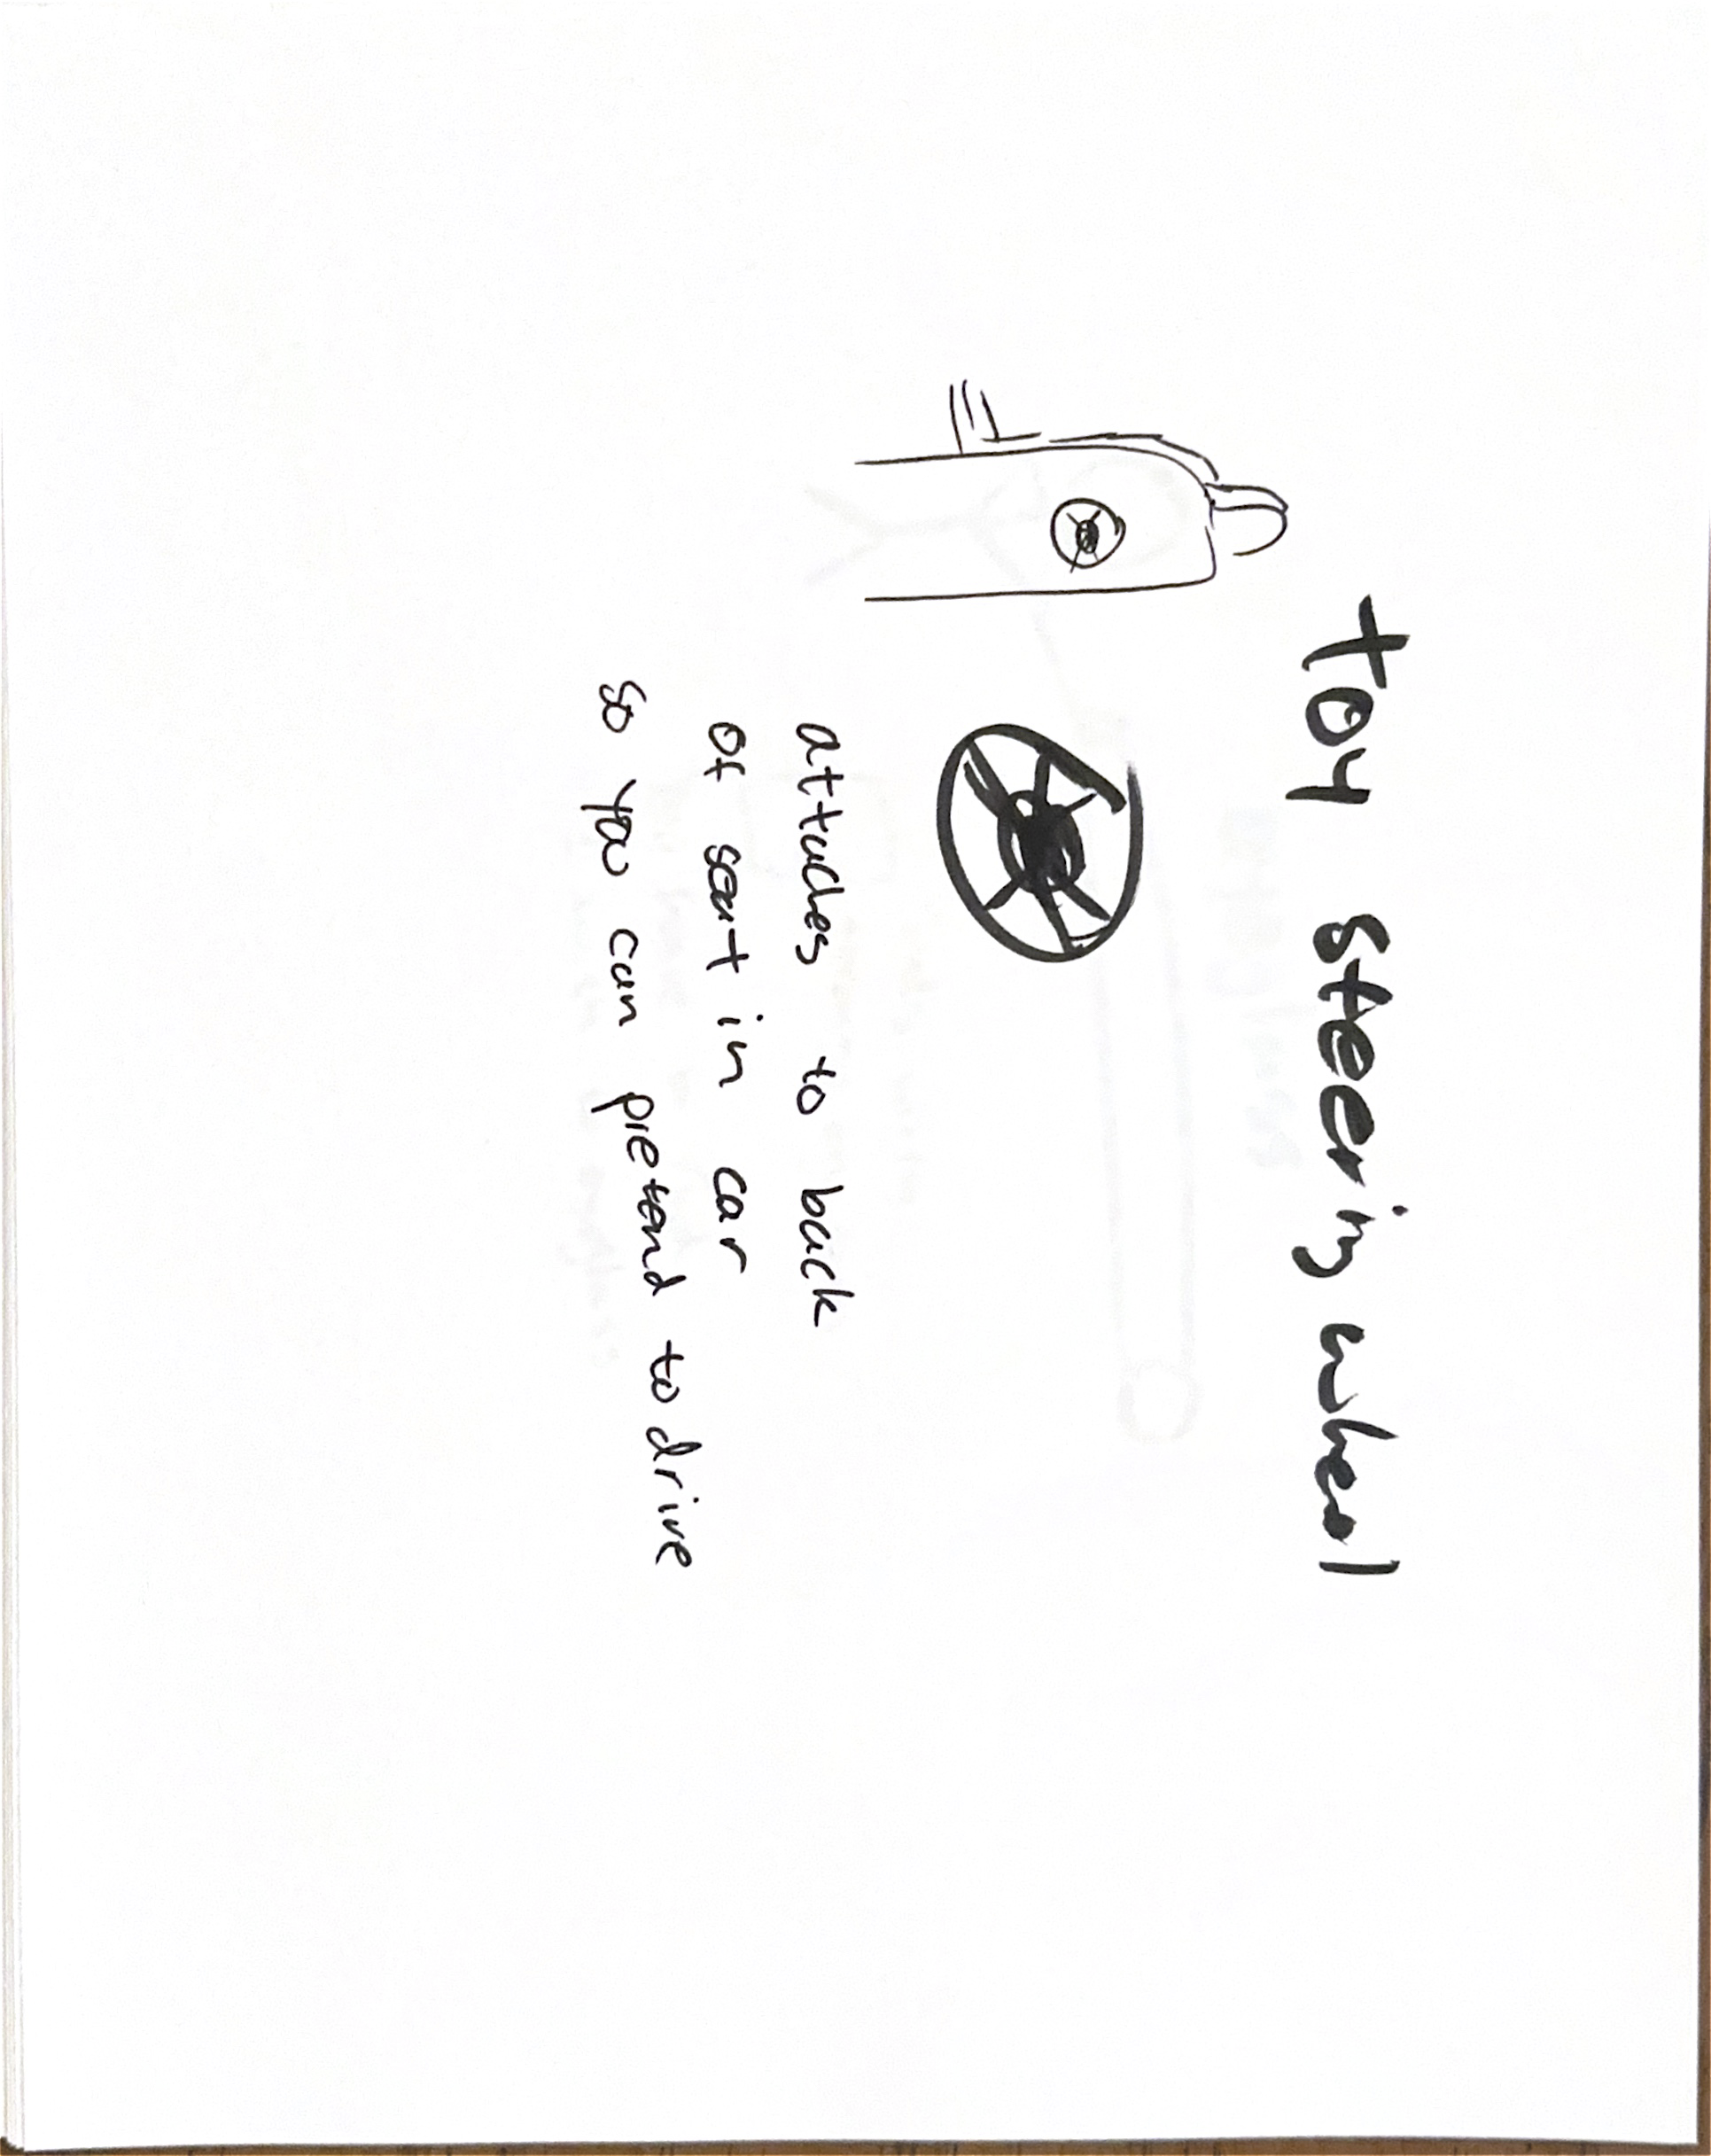 toy steering wheel
attaches to back
of seat in car
so you can pretend to drive